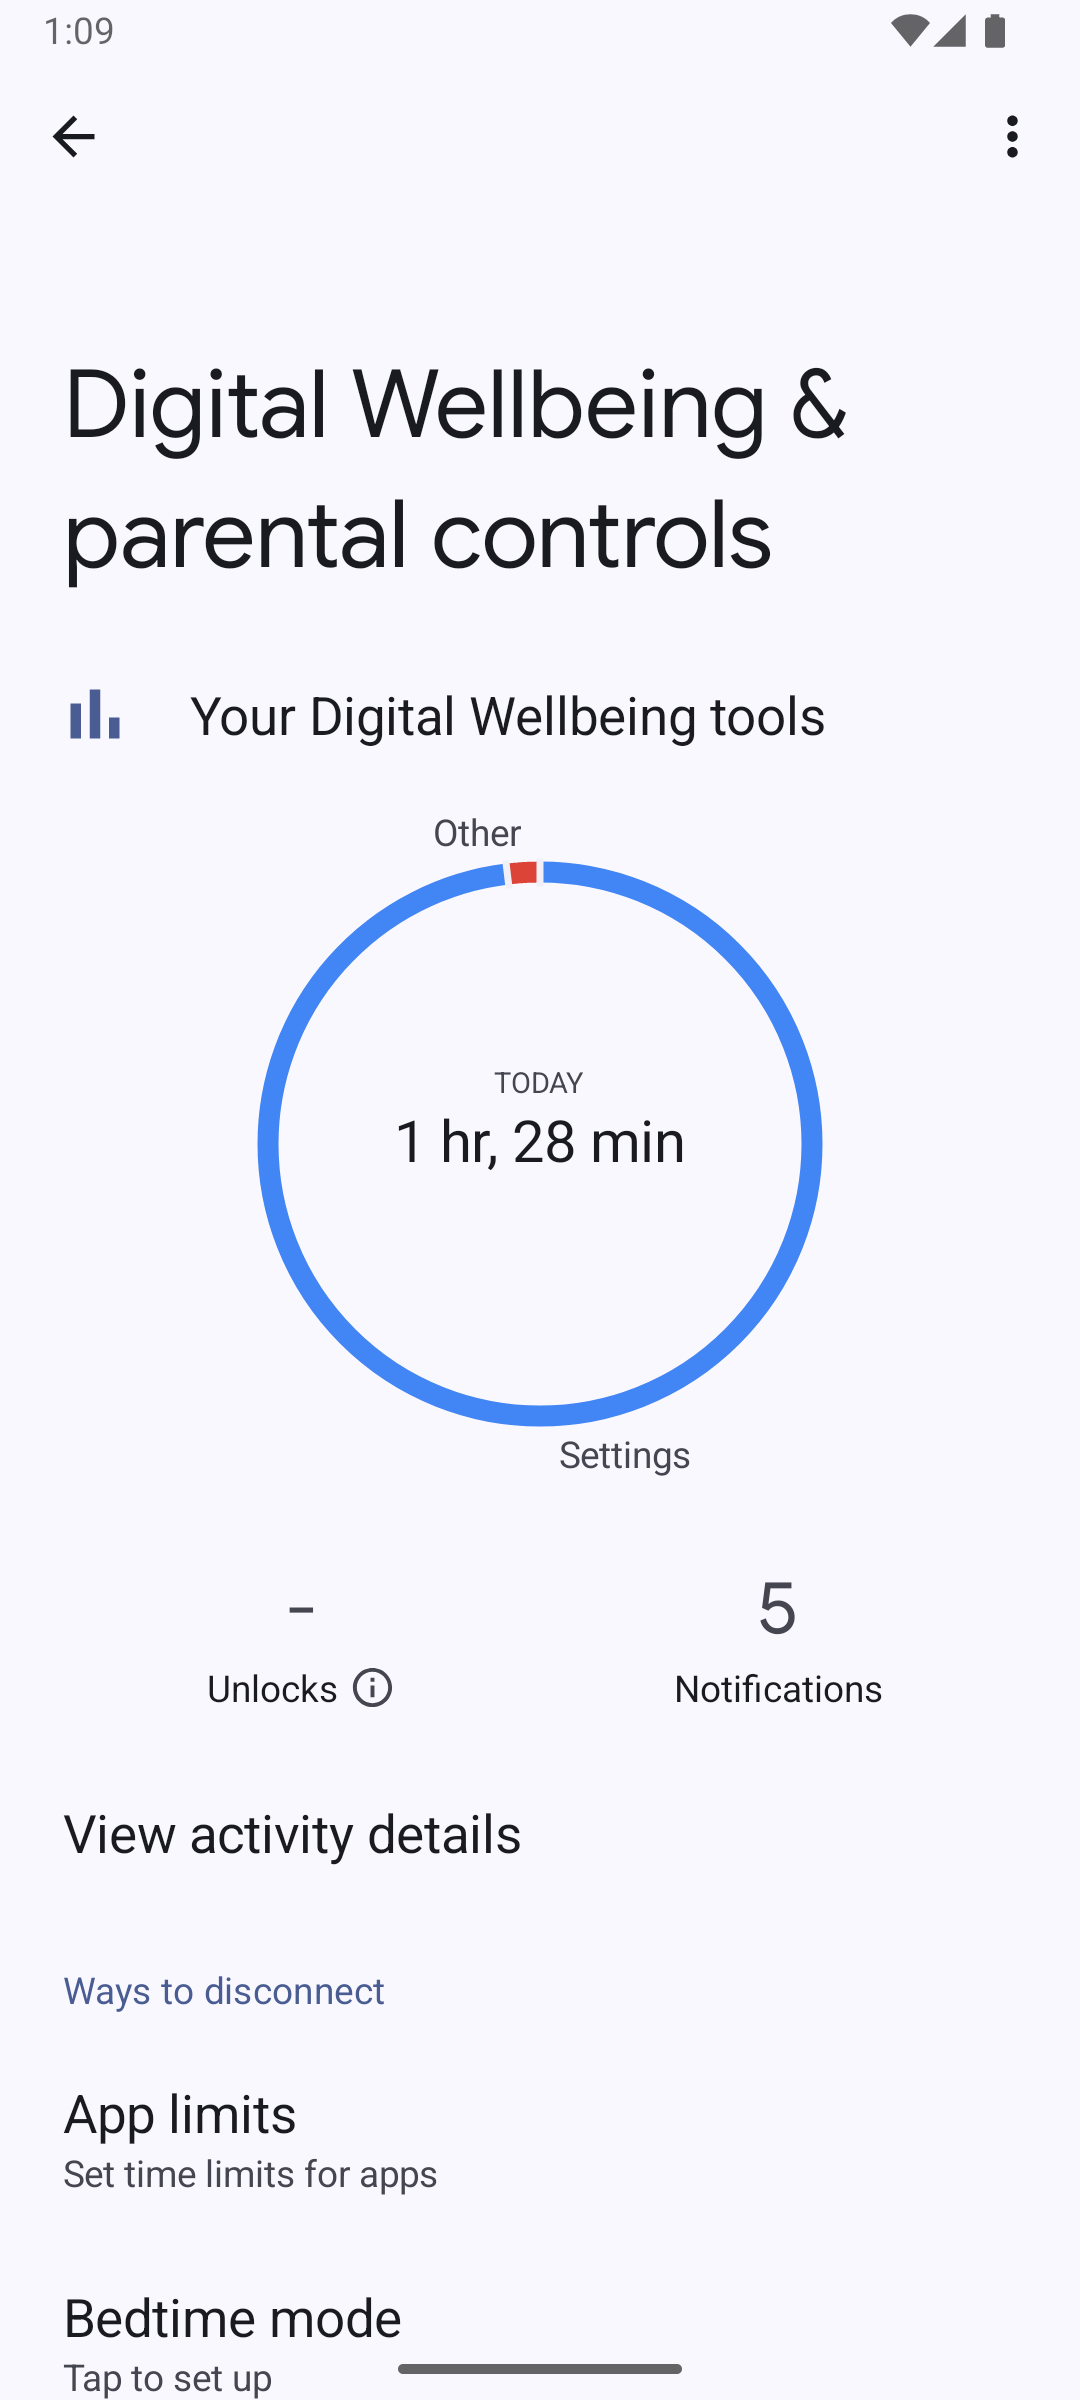 1:09
Digital Wellbeing &
parental controls
Your Digital Wellbeing tools
Other
TODAY
1 hr, 28 min
Settings
-
5
Unlocks
Notifications
View activity details
Ways to disconnect
App limits
Set time limits for apps
Bedtime mode
Tap to set up